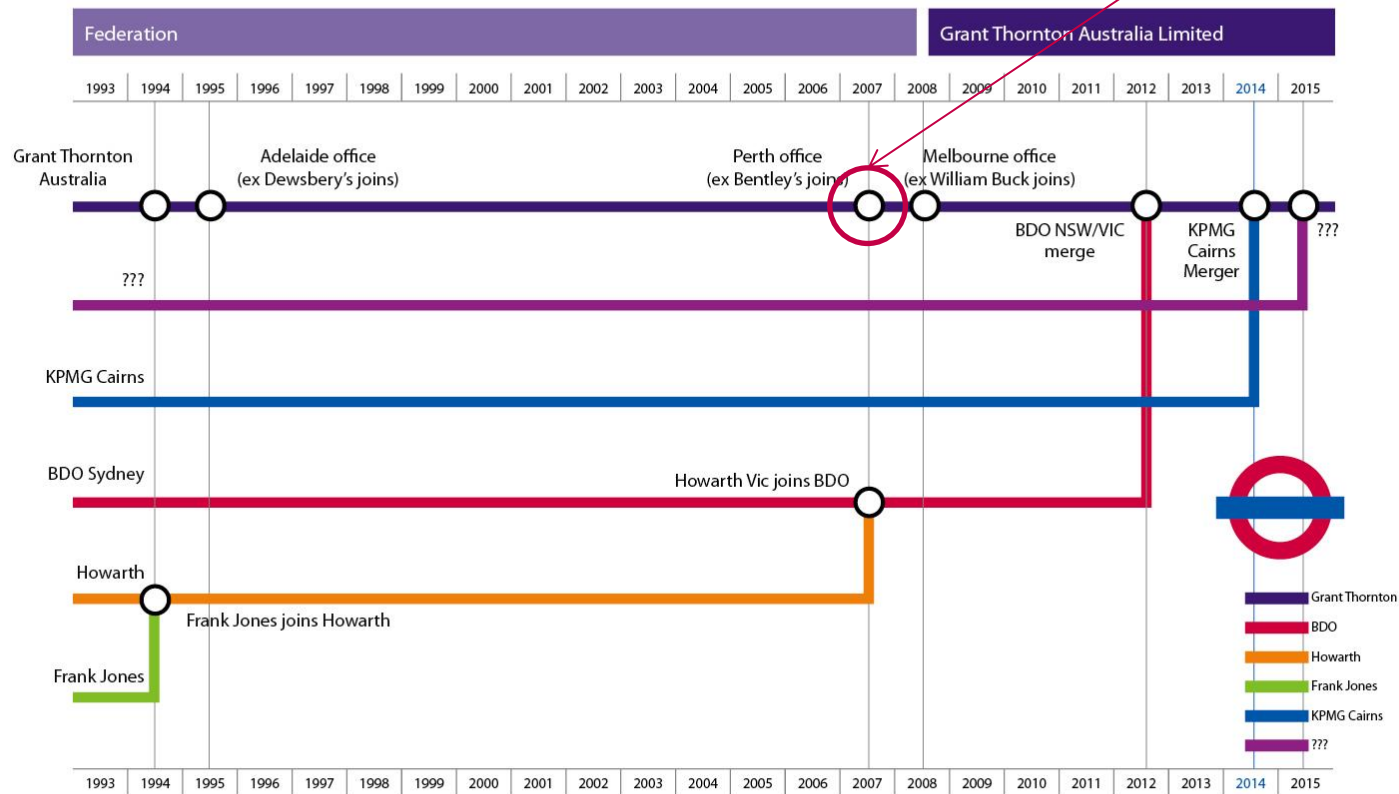 Federation
Grant Thornton Australia Limited
1993 1994 1995 1996 1997 1998 1999 2000 2001 2002 2003 2004 2005 2006 2007 2008 2009 2010 2011 2012 2013 2014 2015
Grant Thornton
Australia
Adelaide office
(ex Dewsbery's joins)
Perth office
(ex Bentley's joins)
Melbourne office
(ex William Buck joins)
BDO NSW/VIC
merge
KPMG
Cairns
Merger
???
???
KPMG Cairns
BDO Sydney
Howarth Vic joins BDO
Howarth
Frank Jones joins Howarth
Frank Jones
Grant Thornton
BDO
Howarth
Frank Jones
KPMG Cairns
???
1993 1994 1995 1996 1997 1998 1999 2000 2001 2002 2003 2004 2005 2006 2007 2008 2009 2010 2011 2012 2013 2014 2015